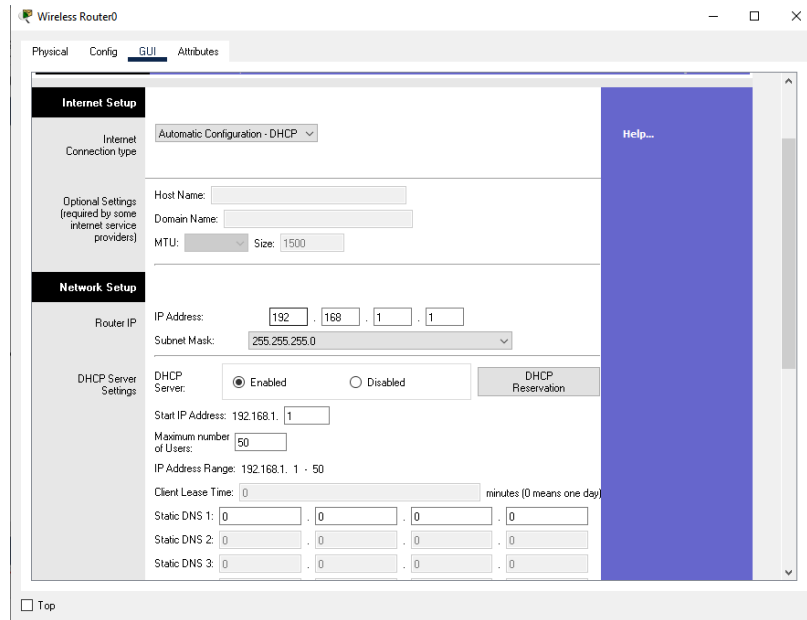 Wireless Router0
Physical Config GUI Attributes
Internet Setup
Internet
Connection type
Automatic Configuration - DHCP
Help...
Optional Settings
(required by some
internet service
providers)
Host Name:
Domain Name:
MTU: Size: 1500
Network Setup
Router IP
IP Address: 192 . 168 . 1 . 1
Subnet Mask: 255.255.255.0
DHCP Server
Settings
DHCP
Server:
Enabled Disabled
DHCP
Reservation
Start IP Address: 192.168.1. 1
Maximum number
of Users:
50
IP Address Range: 192.168.1. 1 - 50
Client Lease Time: 0 minutes (0 means one day)
Static DNS 1: 0 . 0 . 0 . 0
Static DNS 2: 0 . 0 . 0 . 0
Static DNS 3: 0 . 0 . 0 . 0
Top